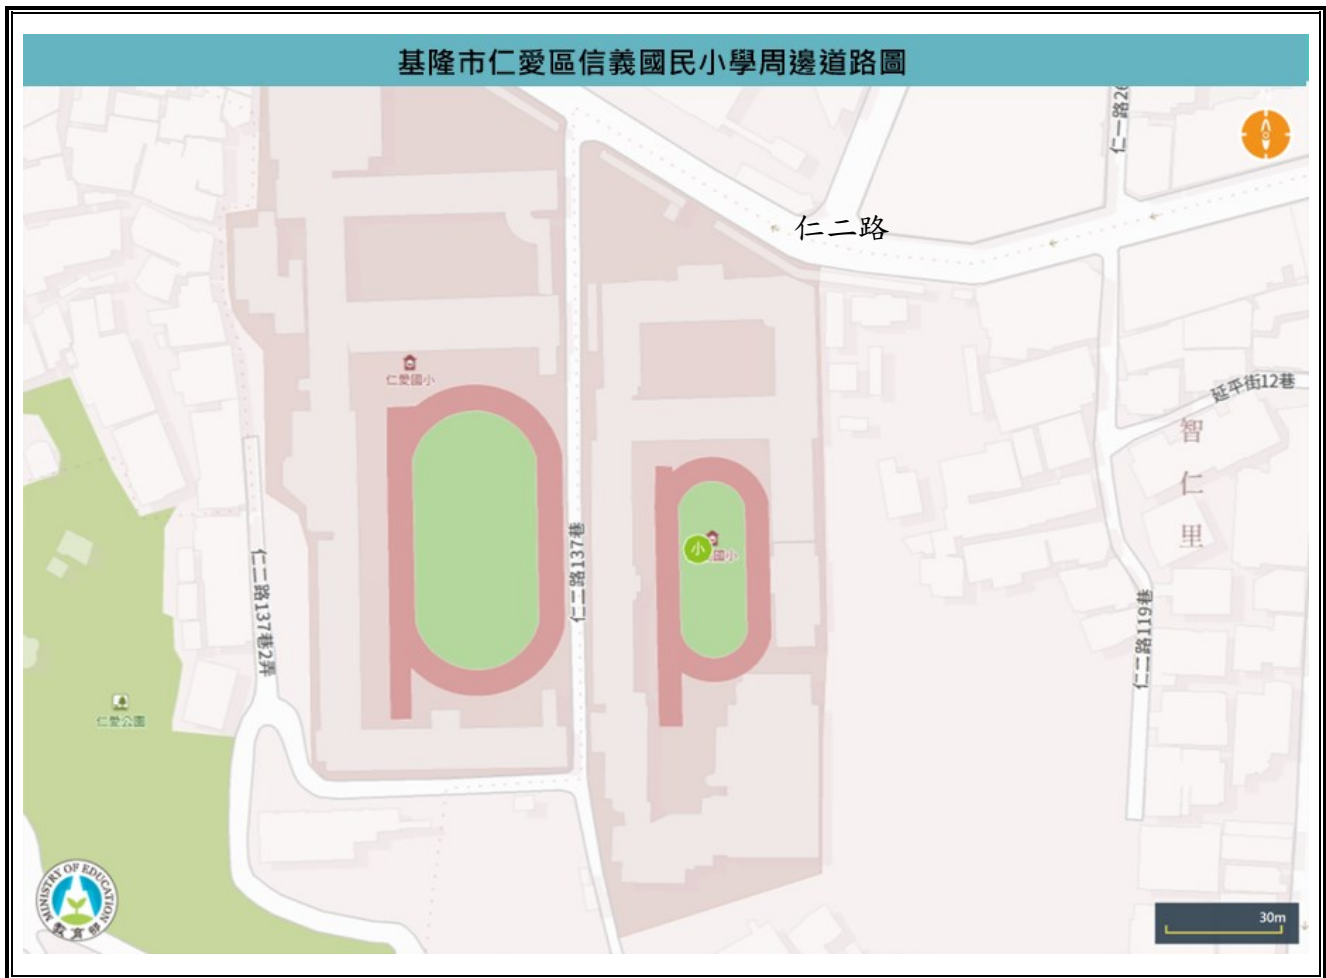 基隆市仁愛區信義國民小學周邊道路圖
仁一路26
仁二路
仁愛國小
延平街12巷
智仁里
仁二路137巷
小
國小
仁二路137巷2弄
仁二路119巷
仁愛公園
MINISTRY OF EDUCATION
教育部
30m